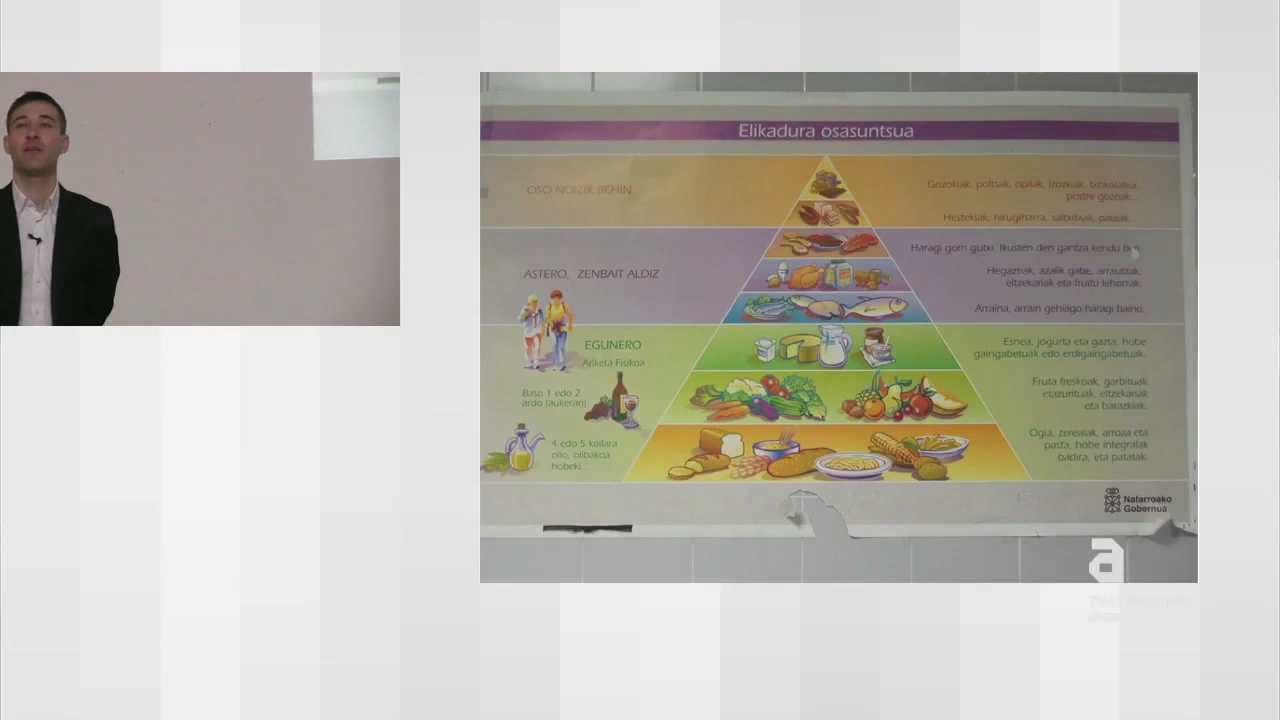 Elikadura osasuntsua
OSO NOIZIK BEHIN
Gozokiak, poltsak, opilak, izozkiak, txokolatea,
postre gozoak...
Hestekiak, hirugiharra, saltxitxak, pateak.
ASTERO, ZENBAIT ALDIZ
Haragi gorri gutxi. Ikusten den gantza kendu
Hegaztiak, azalik gabe, arrautzak,
eltzekariak eta fruitu lehorrak.
Arraina, arrain gehiago haragi baino.
EGUNERO
Ariketa Fisikoa
Esnea, jogurta eta gazta, hobe
gaingabetuak edo erdigaingabetuak.
Baso 1 edo 2
ardo (aukeran)
Fruta freskoak, garbituak
eta zurituak, eltzekariak
eta barazkiak.
4 edo 5 koilara
olio, olibakoa
hobeki...
Ogia, zerealak, arroza eta
pasta, hobe integralak
badira, eta patatak.
Nafarroako
Gobernua
a